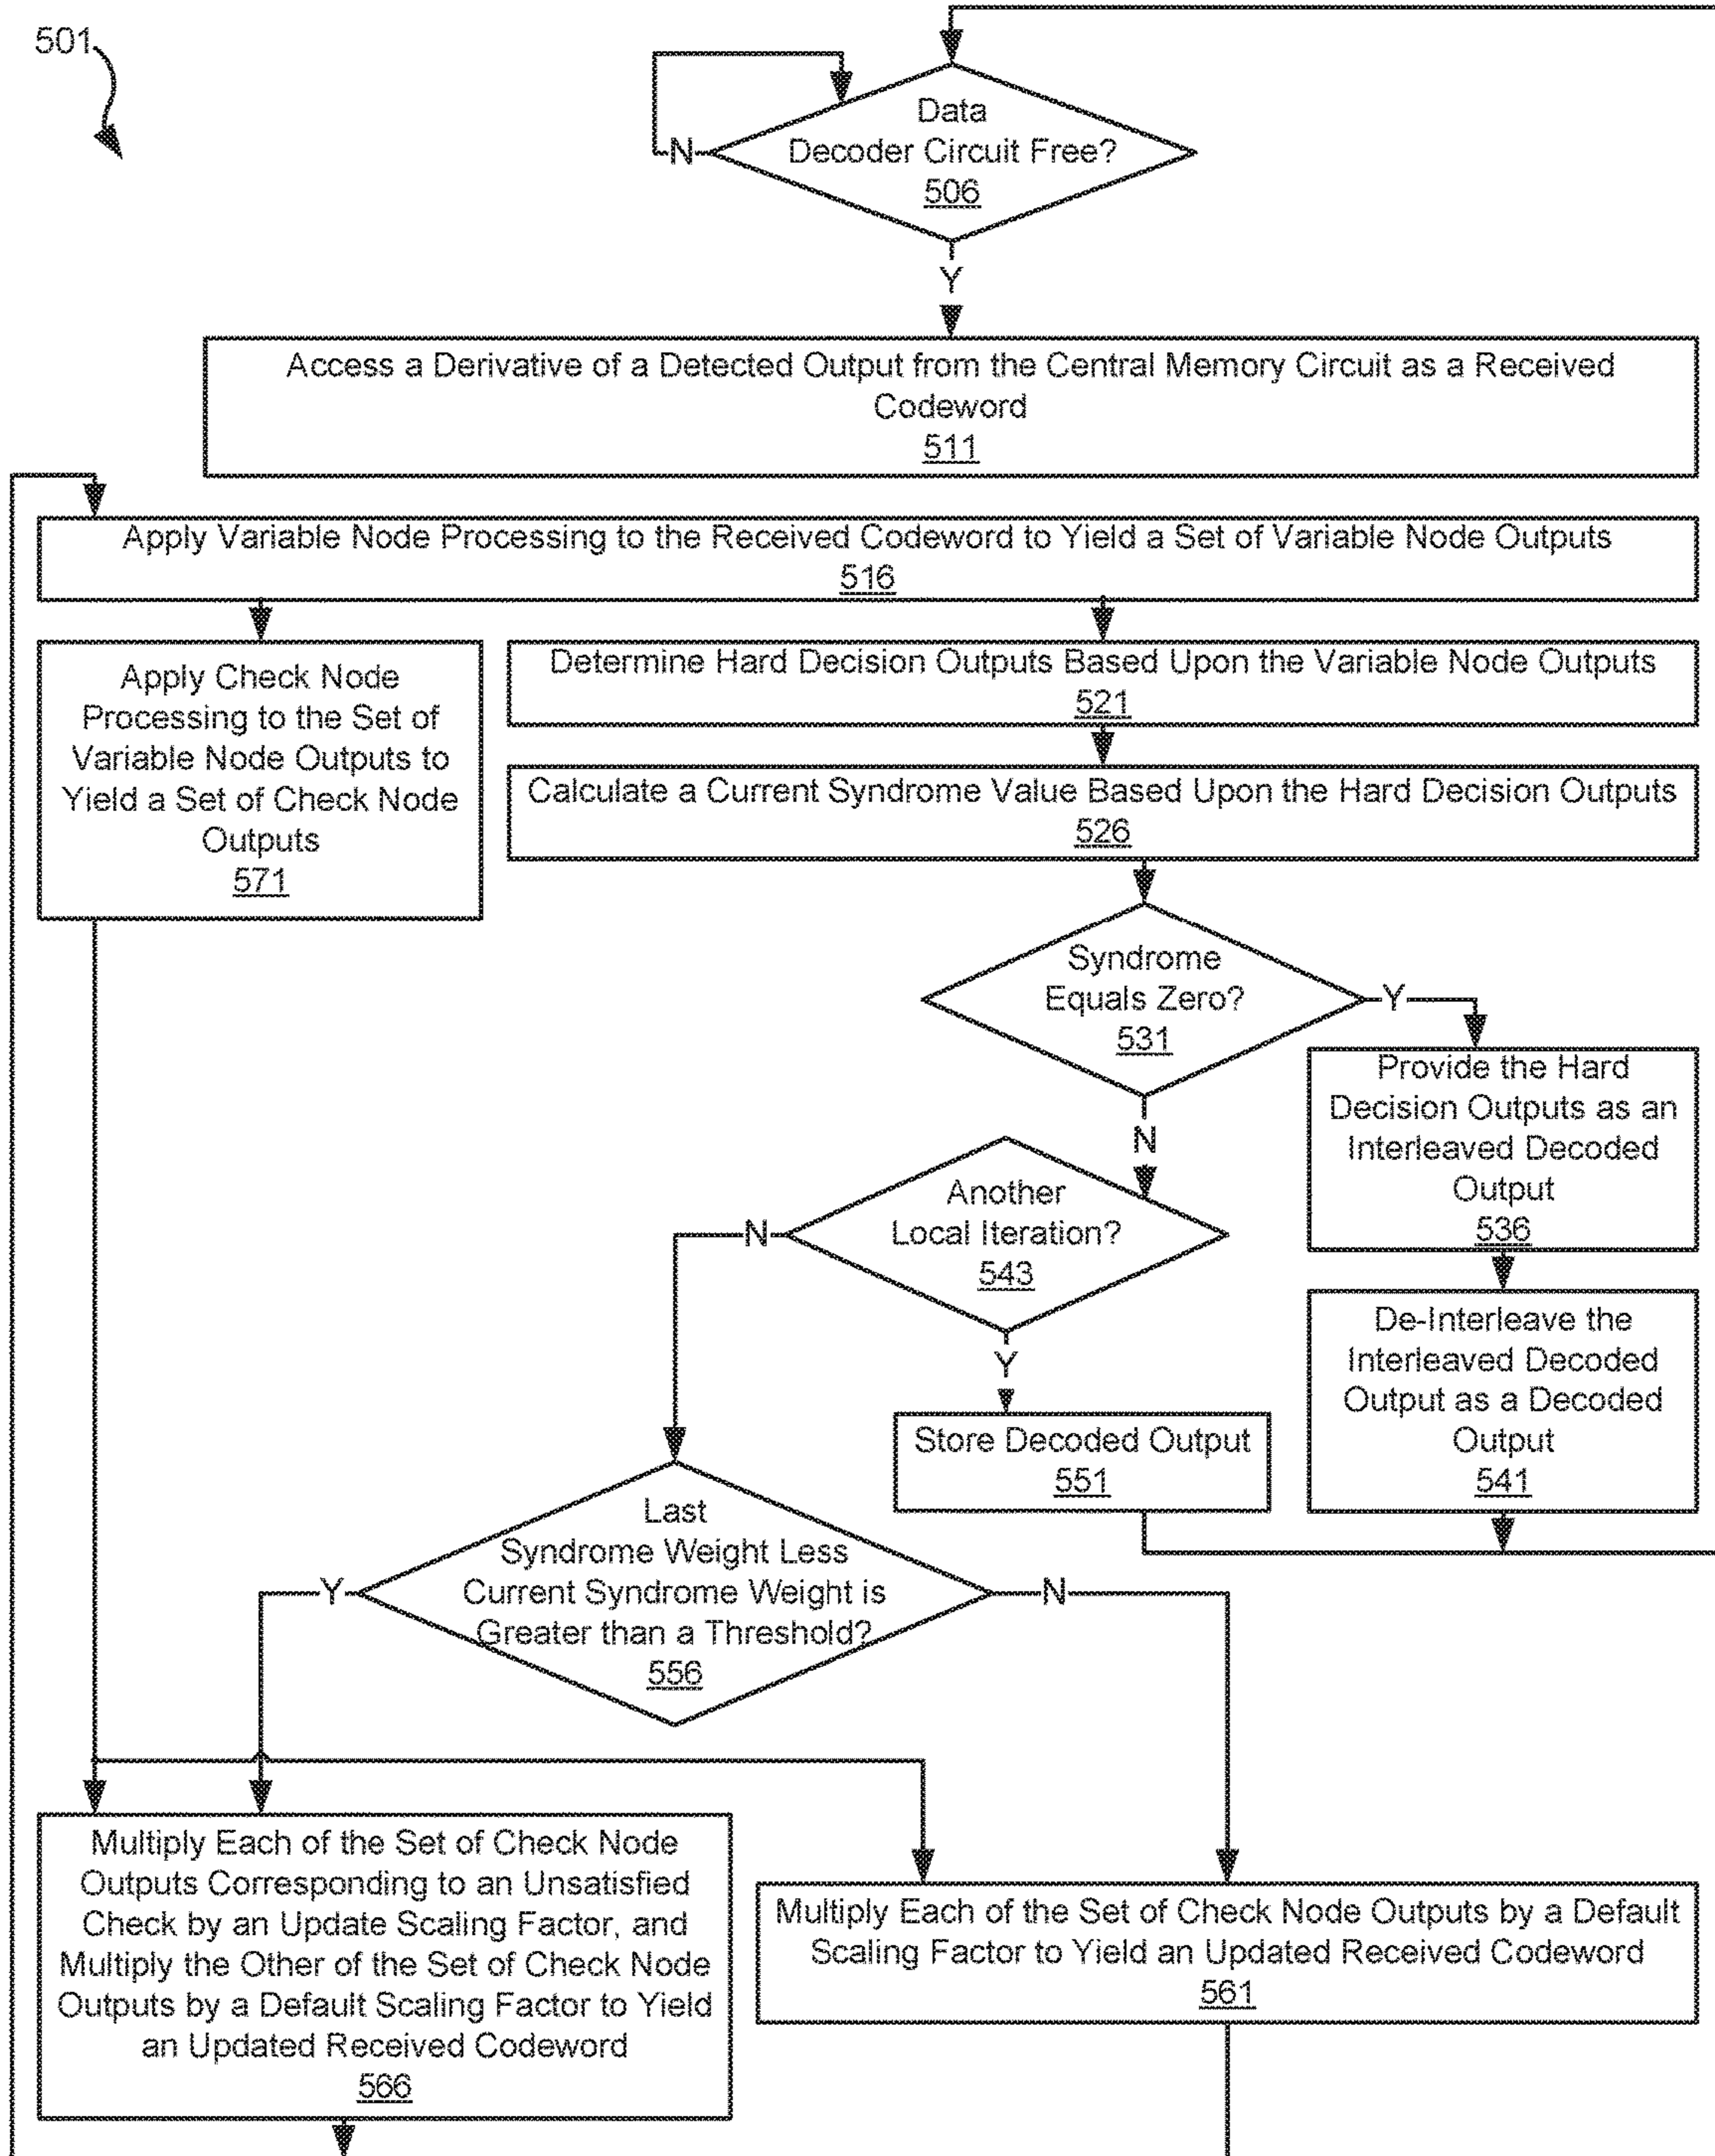 501
Data
Decoder Circuit Free?
506
N
Y
Access a Derivative of a Detected Output from the Central Memory Circuit as a Received
Codeword
511
Apply Variable Node Processing to the Received Codeword to Yield a Set of Variable Node Outputs
516
Apply Check Node
Processing to the Set of
Variable Node Outputs to
Yield a Set of Check Node
Outputs
571
Determine Hard Decision Outputs Based Upon the Variable Node Outputs
521
Calculate a Current Syndrome Value Based Upon the Hard Decision Outputs
526
Syndrome
Equals Zero?
531
Y
N
Provide the Hard
Decision Outputs as an
Interleaved Decoded
Output
536
Another
Local Iteration?
543
N
Y
De-Interleave the
Interleaved Decoded
Output as a Decoded
Output
541
Store Decoded Output
551
Last
Syndrome Weight Less
Current Syndrome Weight is
Greater than a Threshold?
556
Y
N
Multiply Each of the Set of Check Node
Outputs Corresponding to an Unsatisfied
Check by an Update Scaling Factor, and
Multiply the Other of the Set of Check Node
Outputs by a Default Scaling Factor to Yield
an Updated Received Codeword
566
Multiply Each of the Set of Check Node Outputs by a Default
Scaling Factor to Yield an Updated Received Codeword
561